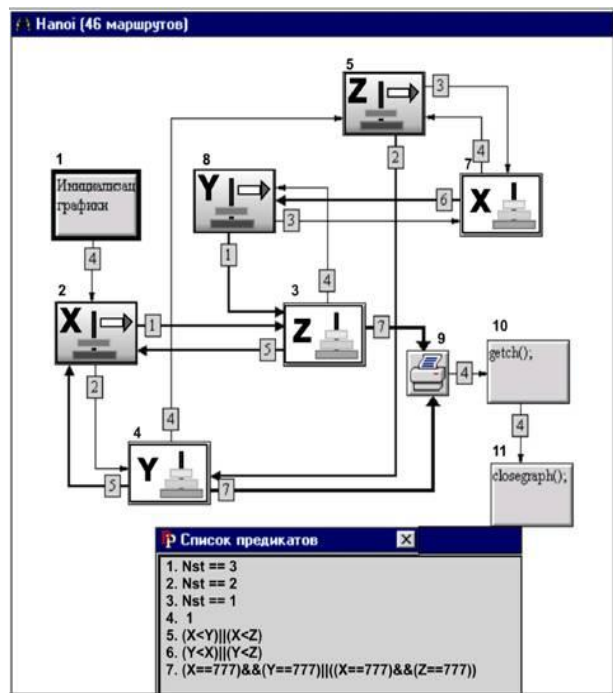 Hanoi (46 маршрутов)
5
Z
3
1
8
2
7
4
Инициализац
графики
Y
6
X
3
4
1
2
3
4
9
10
X
1
Z
7
getch();
5
4
2
4
4
4
11
Y
closegraph();
5
7
Список предикатов
1. Nst == 3
2. Nst == 2
3. Nst == 1
4. 1
5. (X<Y)||(X<Z)
6. (Y<X)||(Y<Z)
7. (X==777)&&(Y==777)||((X==777)&&(Z==777))